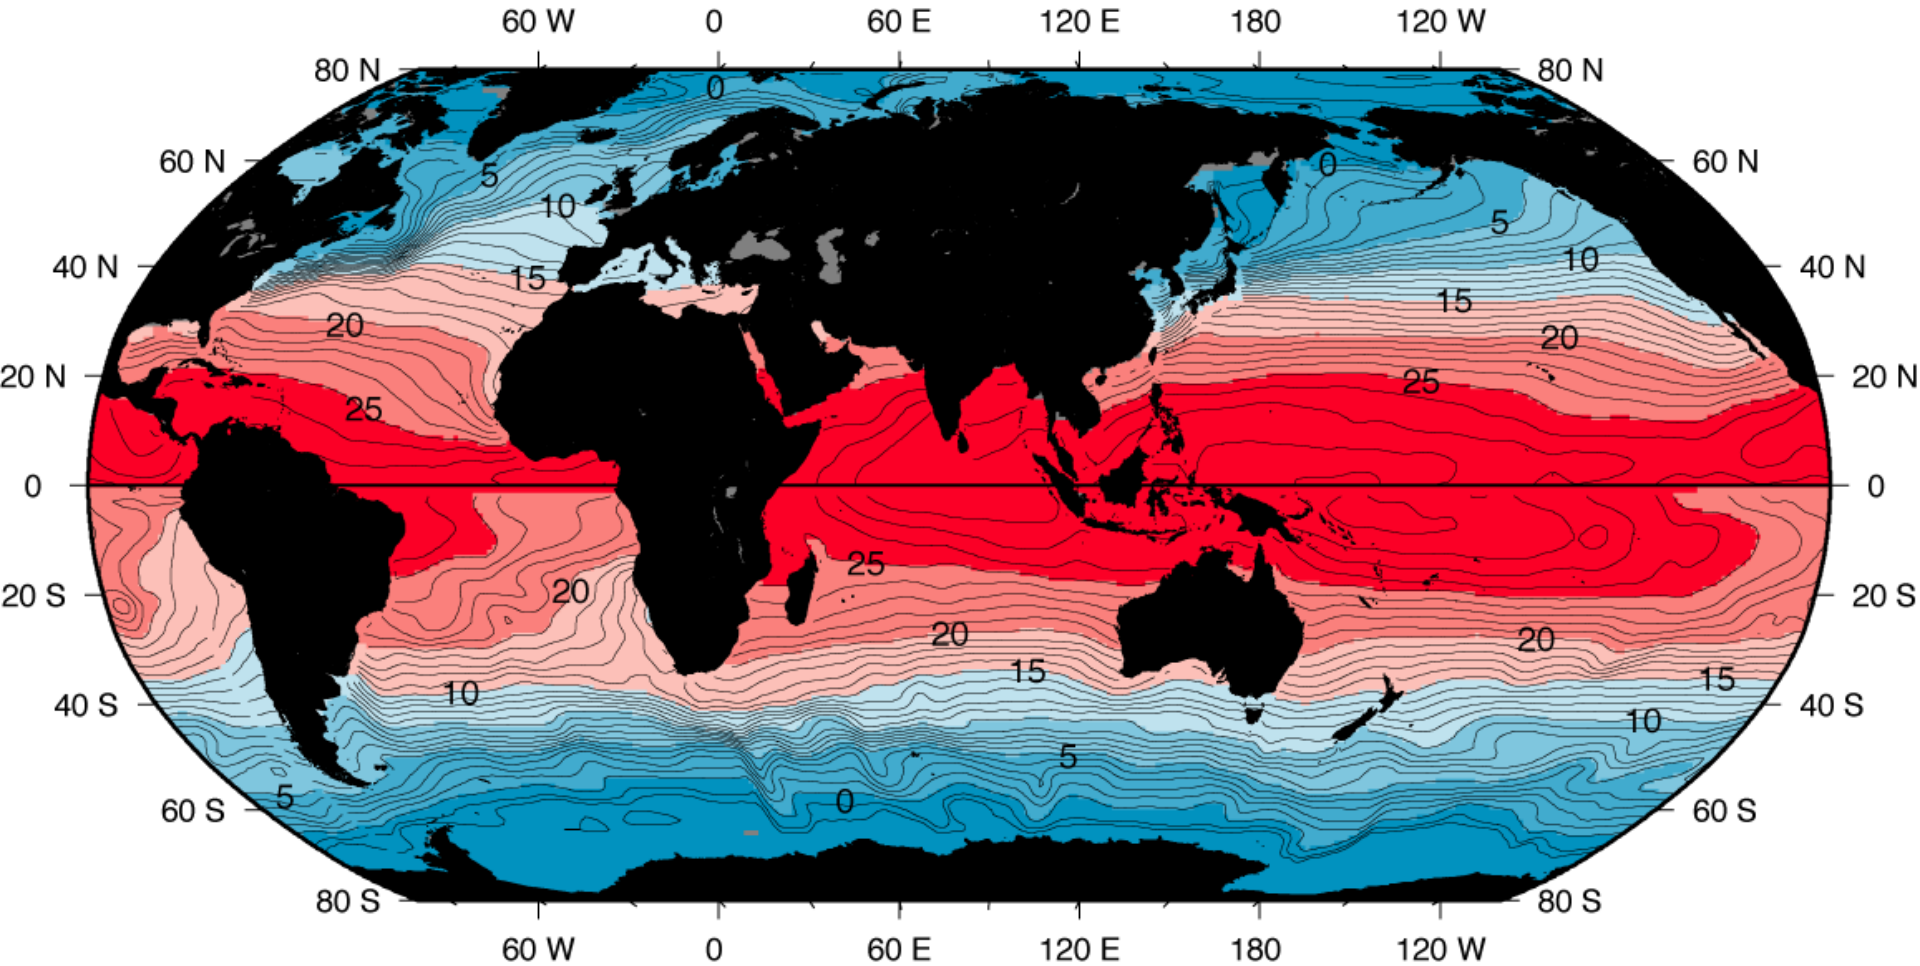 60 W 0 60 E 120 E 180 120 W
80 N 0 80 N
60 N 5 0 60 N
10 5
40 N 15 10 40 N
20 15 20
20 N 25 25 20 N
0 0
25
20 S 20 20 S
20 20
10 15 15
40 S 10 40 S
5
5 0
60 S 60 S
80 S 80 S
60 W 0 60 E 120 E 180 120 W